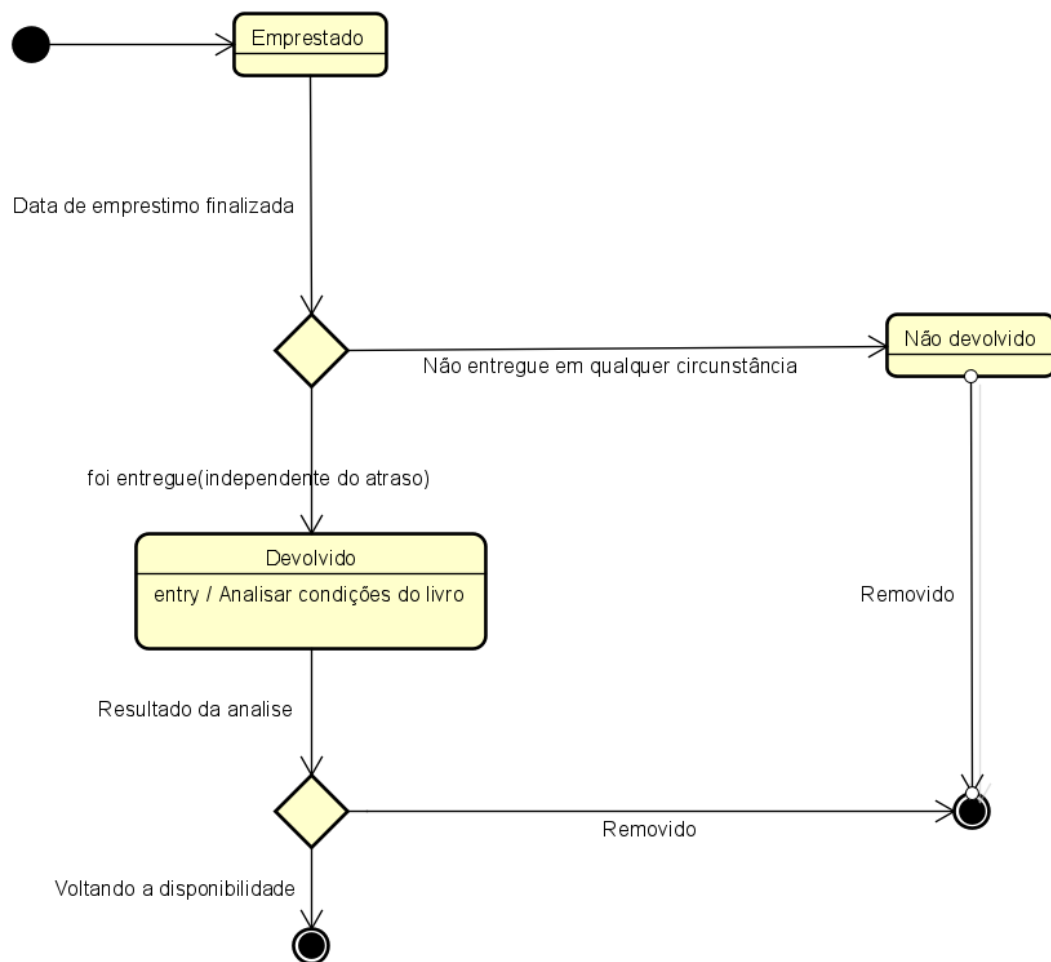 Emprestado
Data de emprestimo finalizada
Não devolvido
Não entregue em qualquer circunstância
foi entregue(independente do atraso)
Devolvido
entry / Analisar condições do livro
Removido
Resultado da analise
Removido
Voltando a disponibilidade